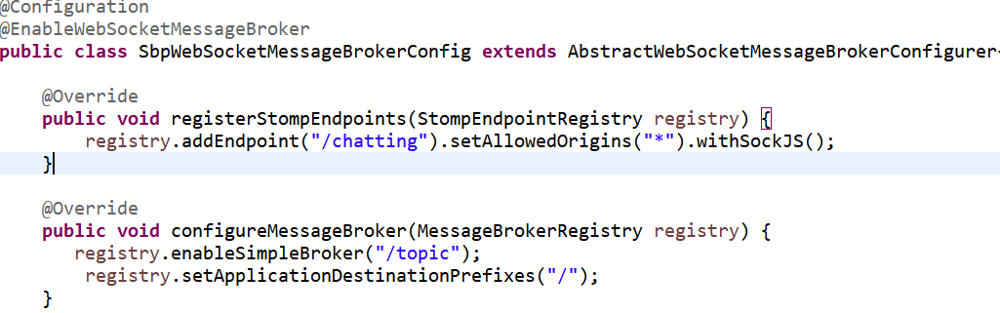 @Configuration
@EnableWebSocketMessageBroker
public class SbpWebSocketMessageBrokerConfig extends AbstractWebSocketMessageBrokerConfigurer{
@Override
public void registerStompEndpoints(StompEndpointRegistry registry) {
registry.addEndpoint("/chatting").setAllowedOrigins("*").withSockJS();
}
@Override
public void configureMessageBroker(MessageBrokerRegistry registry) {
registry.enableSimpleBroker("/topic");
registry.setApplicationDestinationPrefixes("/");
}